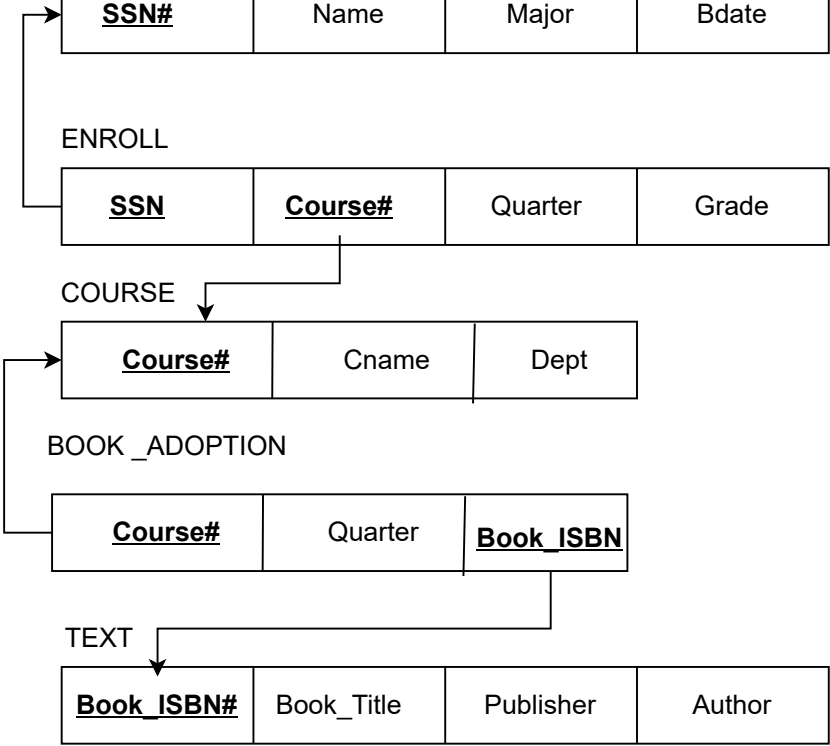 SSN# Name Major Bdate
ENROLL
SSN Course# Quarter Grade
COURSE
Course# Cname Dept
BOOK _ADOPTION
Course# Quarter Book_ISBN
TEXT
Book_ISBN# Book_Title Publisher Author